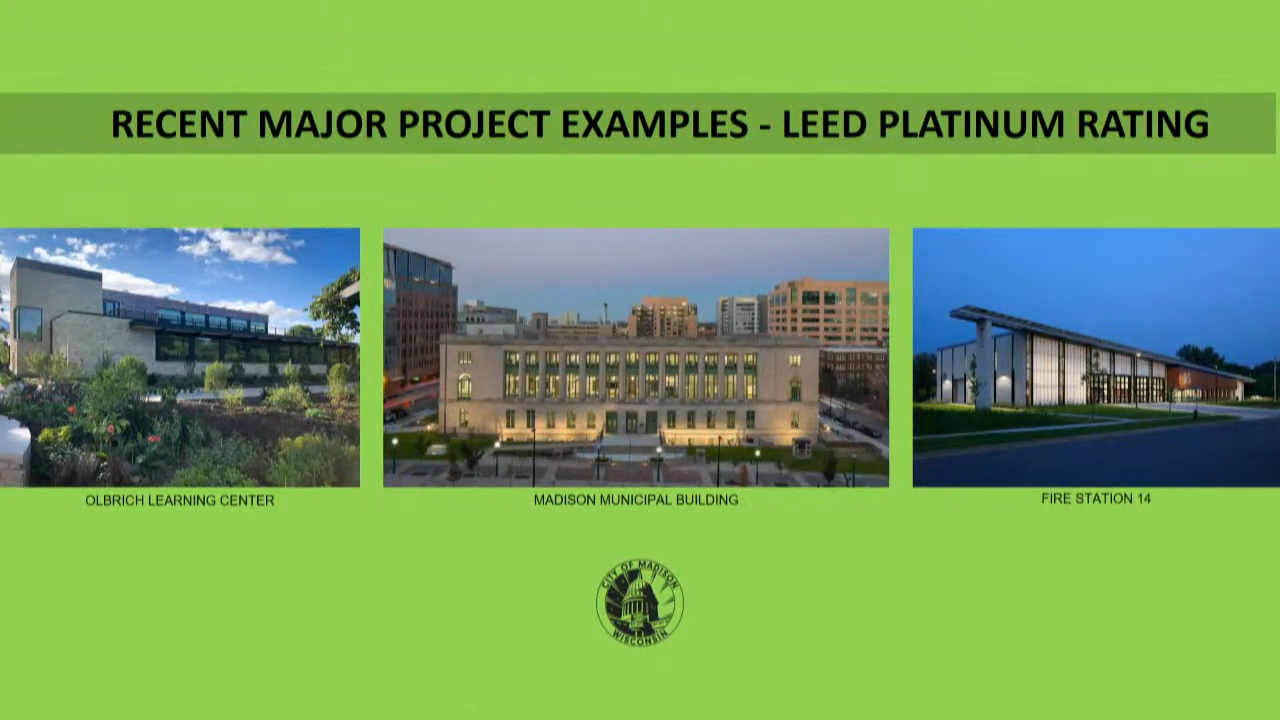 RECENT MAJOR PROJECT EXAMPLES - LEED PLATINUM RATING
OLBRICH LEARNING CENTER
MADISON MUNICIPAL BUILDING
FIRE STATION 14
CITY OF MADISON
WISCONSIN